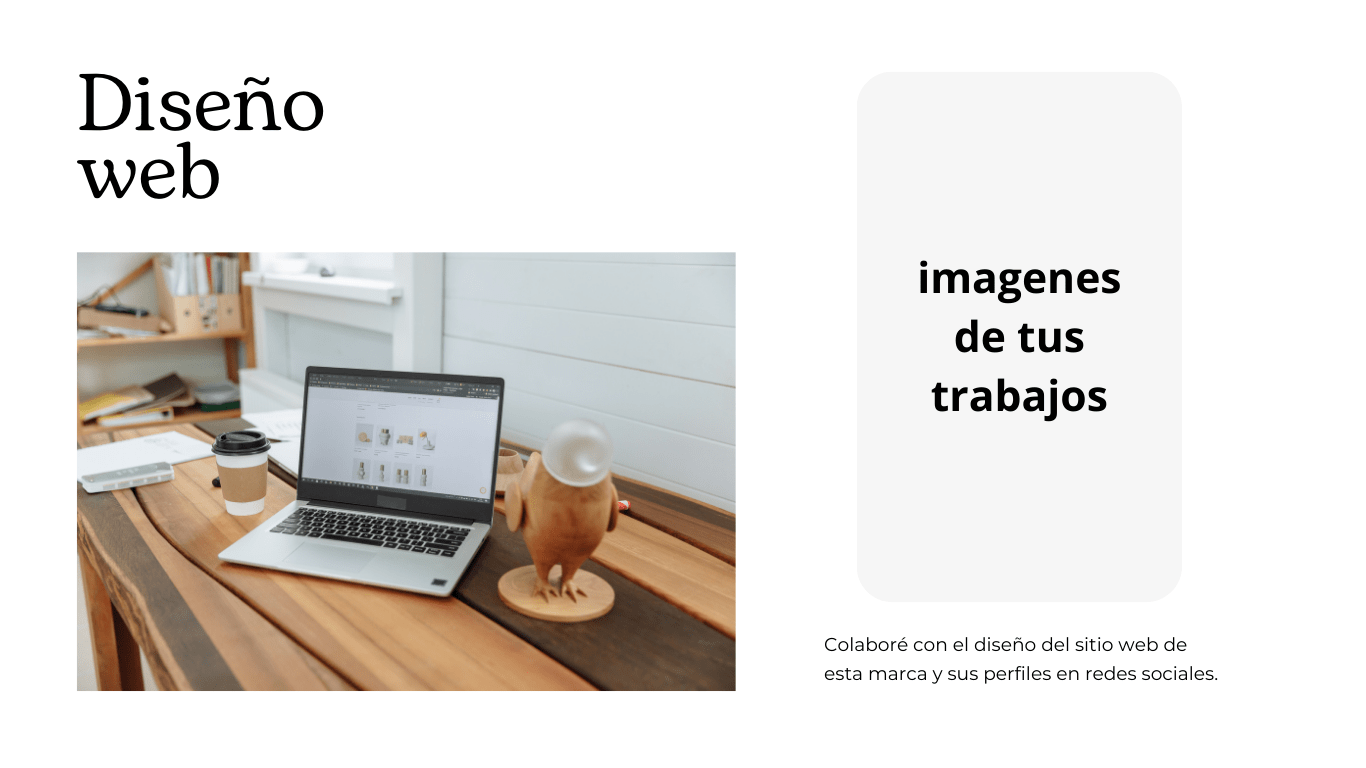 Diseño
web
imagenes
de tus
trabajos
Colaboré con el diseño del sitio web de
esta marca y sus perfiles en redes sociales.